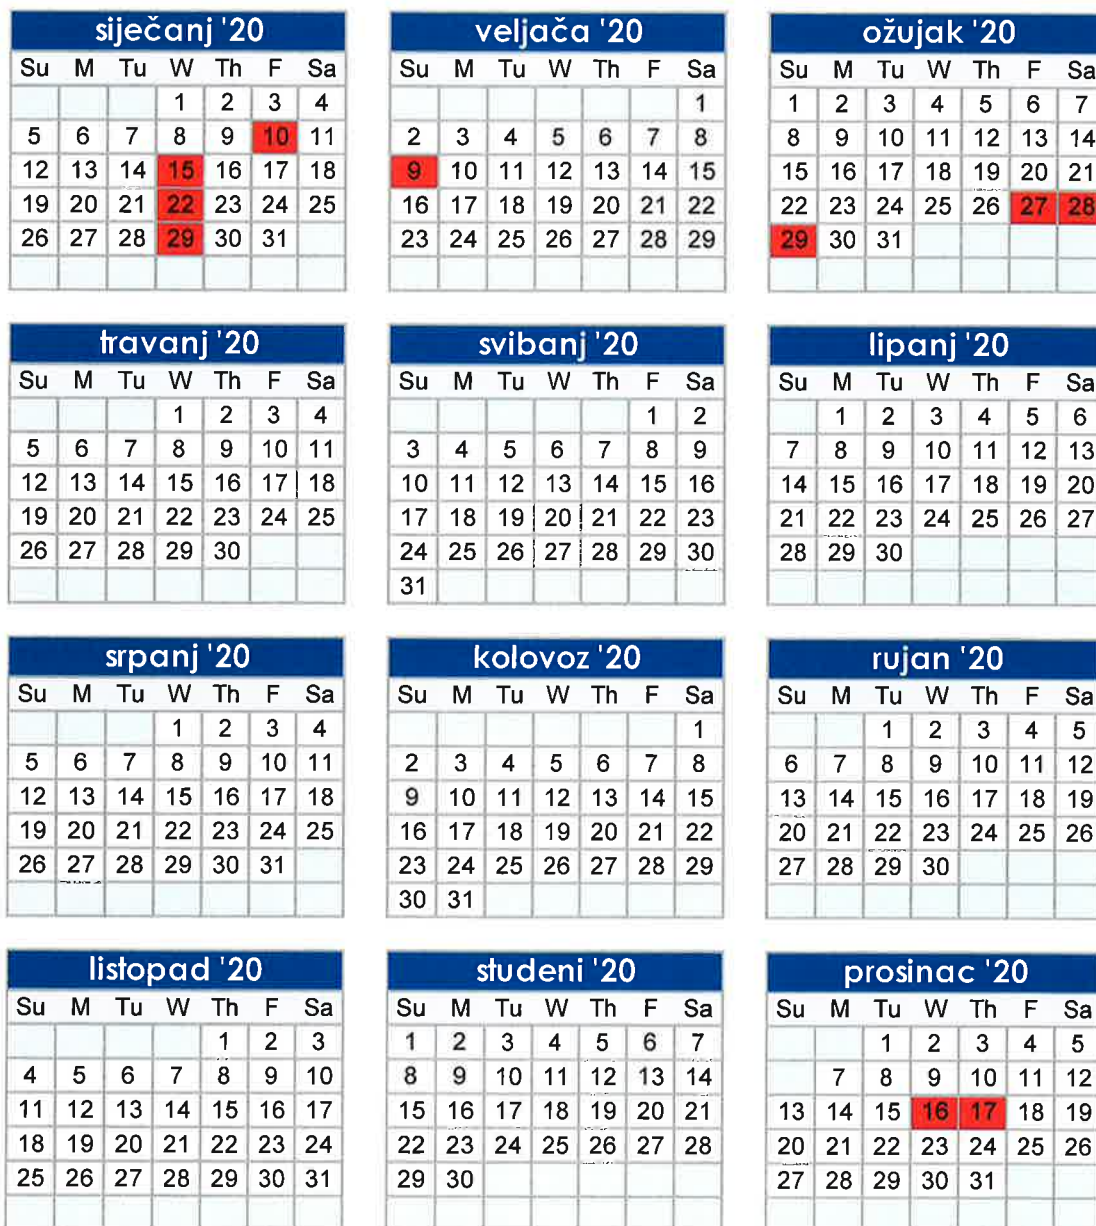 siječanj '20
Su M Tu W Th F Sa
1 2 3 4
5 6 7 8 9 10 11
12 13 14 15 16 17 18
19 20 21 22 23 24 25
26 27 28 29 30 31
veljača '20
Su M Tu W Th F Sa
1
2 3 4 5 6 7 8
9 10 11 12 13 14 15
16 17 18 19 20 21 22
23 24 25 26 27 28 29
ožujak '20
Su M Tu W Th F Sa
1 2 3 4 5 6 7
8 9 10 11 12 13 14
15 16 17 18 19 20 21
22 23 24 25 26 27 28
29 30 31
travanj '20
Su M Tu W Th F Sa
1 2 3 4
5 6 7 8 9 10 11
12 13 14 15 16 17 18
19 20 21 22 23 24 25
26 27 28 29 30
svibanj '20
Su M Tu W Th F Sa
1 2
3 4 5 6 7 8 9
10 11 12 13 14 15 16
17 18 19 20 21 22 23
24 25 26 27 28 29 30
31
lipanj '20
Su M Tu W Th F Sa
1 2 3 4 5 6
7 8 9 10 11 12 13
14 15 16 17 18 19 20
21 22 23 24 25 26 27
28 29 30
srpanj '20
Su M Tu W Th F Sa
1 2 3 4
5 6 7 8 9 10 11
12 13 14 15 16 17 18
19 20 21 22 23 24 25
26 27 28 29 30 31
kolovoz '20
Su M Tu W Th F Sa
1
2 3 4 5 6 7 8
9 10 11 12 13 14 15
16 17 18 19 20 21 22
23 24 25 26 27 28 29
30 31
rujan '20
Su M Tu W Th F Sa
1 2 3 4 5
6 7 8 9 10 11 12
13 14 15 16 17 18 19
20 21 22 23 24 25 26
27 28 29 30
listopad '20
Su M Tu W Th F Sa
1 2 3
4 5 6 7 8 9 10
11 12 13 14 15 16 17
18 19 20 21 22 23 24
25 26 27 28 29 30 31
studeni '20
Su M Tu W Th F Sa
1 2 3 4 5 6 7
8 9 10 11 12 13 14
15 16 17 18 19 20 21
22 23 24 25 26 27 28
29 30
prosinac '20
Su M Tu W Th F Sa
1 2 3 4 5
7 8 9 10 11 12
13 14 15 16 17 18 19
20 21 22 23 24 25 26
27 28 29 30 31